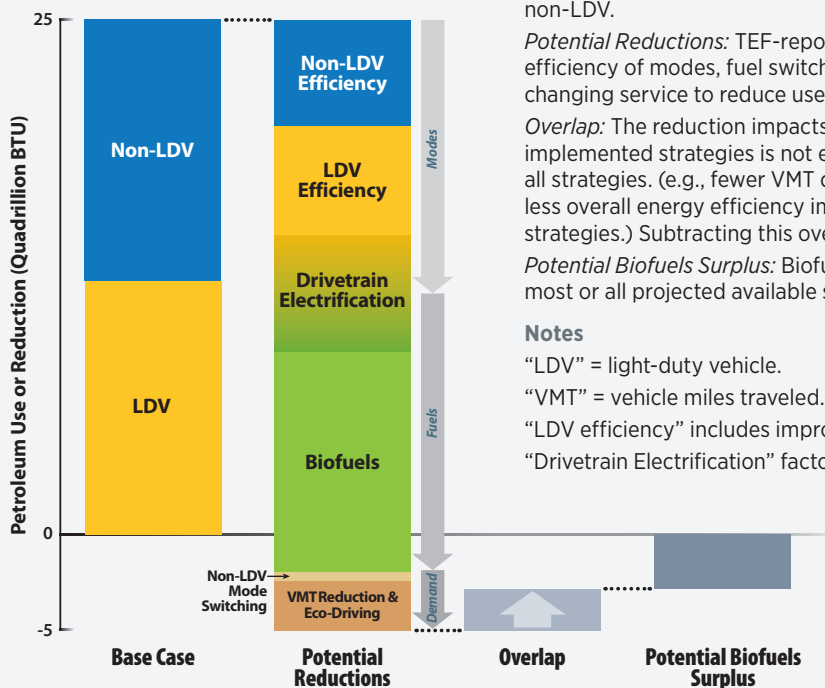 25
0
-5
Petroleum Use or Reduction (Quadrillion BTU)
Non-LDV
LDV
Non-LDV
Efficiency
LDV
Efficiency
Drivetrain
Electrification
Biofuels
Non-LDV
Mode
Switching
VMT Reduction &
Eco-Driving
Modes
Fuels
Demand
Base Case
Potential
Reductions
Overlap
Potential Biofuels
Surplus
non-LDV.
Potential Reductions: TEF-repo
efficiency of modes, fuel switch
changing service to reduce use
Overlap: The reduction impacts
implemented strategies is not e
all strategies. (e.g., fewer VMT
less overall energy efficiency in
strategies.) Subtracting this ove
Potential Biofuels Surplus: Biofu
most or all projected available s
Notes
“LDV” = light-duty vehicle.
“VMT” = vehicle miles traveled.
“LDV efficiency” includes impro
“Drivetrain Electrification” facto